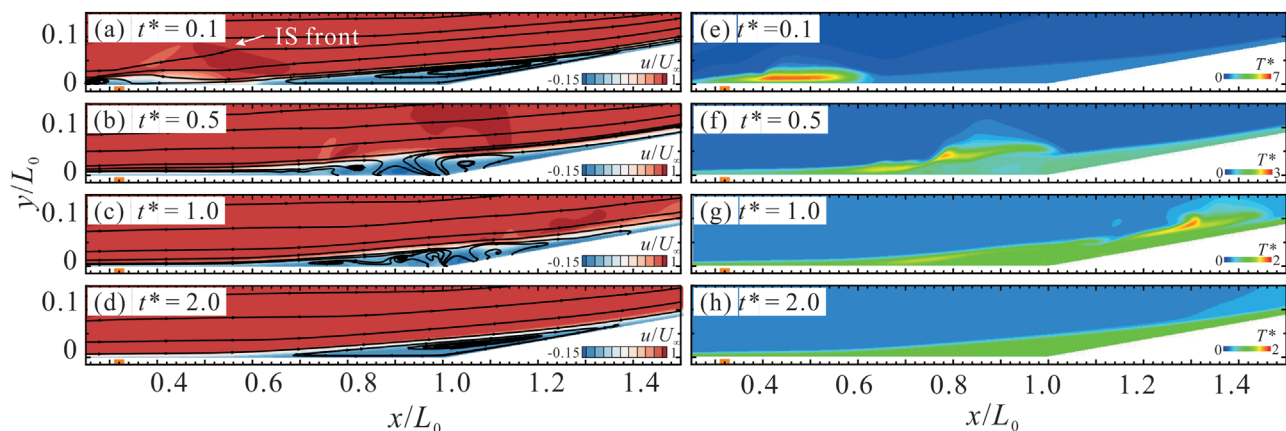 0.1
(a) t* = 0.1
IS front
u/U∞
0
-0.15
1
(b) t* = 0.5
0.1
u/U∞
0
-0.15
1
y/L₀
(c) t* = 1.0
0.1
u/U∞
0
-0.15
1
(d) t* = 2.0
0.1
u/U∞
0
-0.15
1
0.4 0.6 0.8 1.0 1.2 1.4
x/L₀
(e) t* = 0.1
T*
0 7
(f) t* = 0.5
T*
0 3
(g) t* = 1.0
T*
0 2
(h) t* = 2.0
T*
0 2
0.4 0.6 0.8 1.0 1.2 1.4
x/L₀